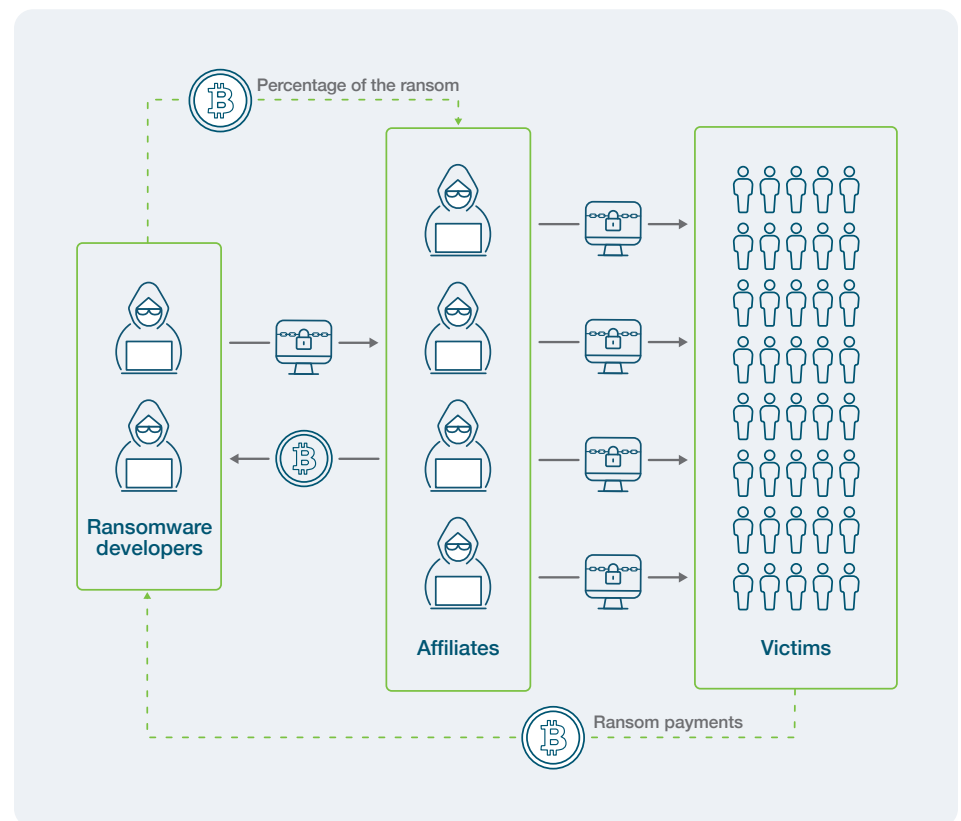 Percentage of the ransom
Ransomware
developers
Affiliates
Victims
Ransom payments